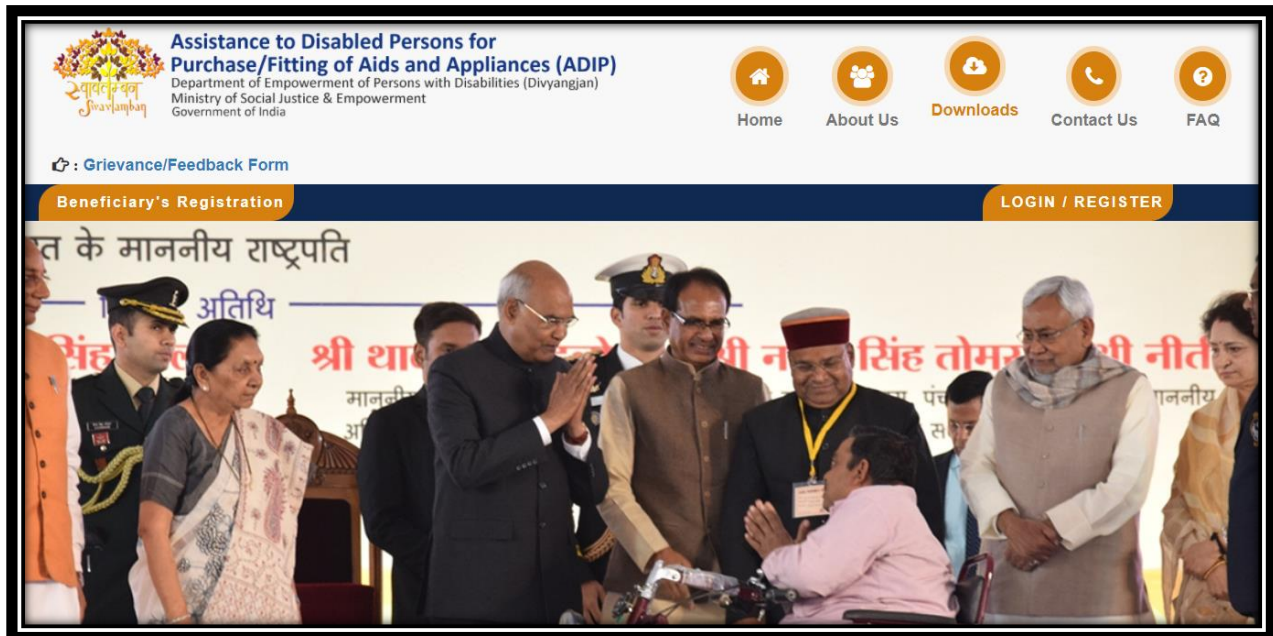 स्वावलम्बन
Swavlamban
Assistance to Disabled Persons for
Purchase/Fitting of Aids and Appliances (ADIP)
Department of Empowerment of Persons with Disabilities (Divyangjan)
Ministry of Social Justice & Empowerment
Government of India
Home
About Us
Downloads
Contact Us
FAQ
: Grievance/Feedback Form
Beneficiary's Registration
LOGIN / REGISTER
के माननीय राष्ट्रपति
अतिथि
श्री सिंह तोमर